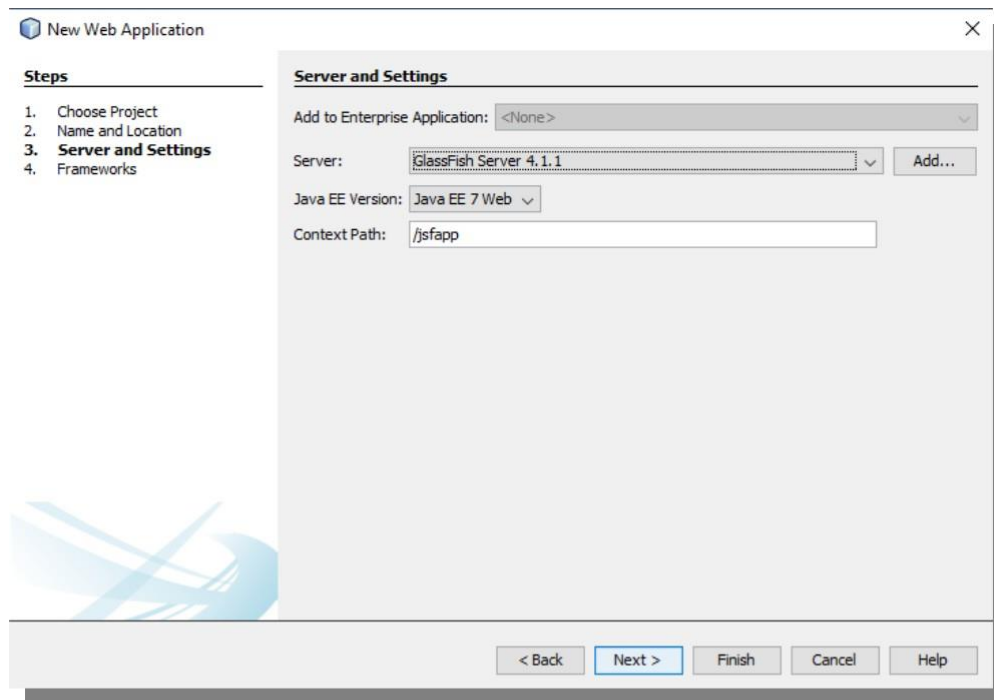 New Web Application
Steps
1. Choose Project
2. Name and Location
3. Server and Settings
4. Frameworks
Server and Settings
Add to Enterprise Application: <None>
Server: GlassFish Server 4.1.1 Add...
Java EE Version: Java EE 7 Web
Context Path: /jsfapp
< Back Next > Finish Cancel Help